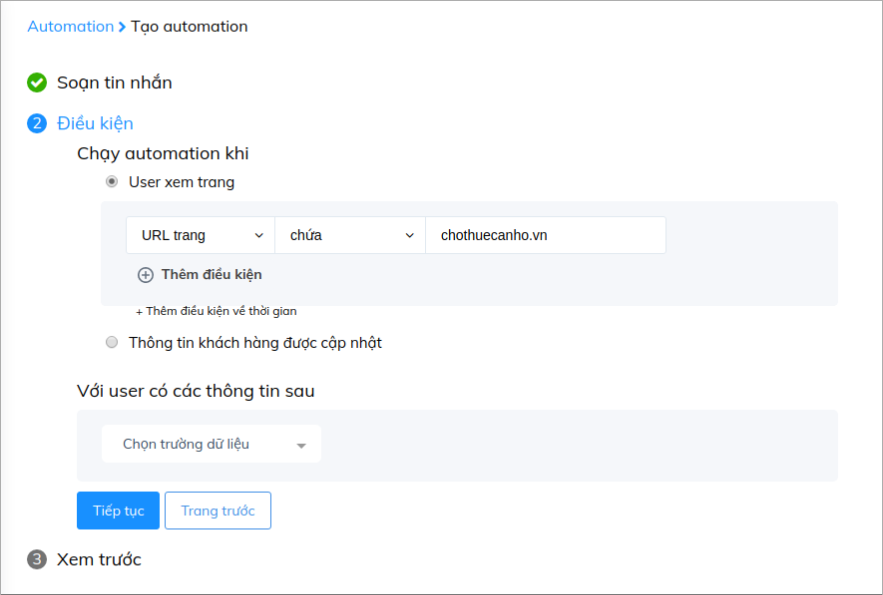 Automation > Tạo automation
Soạn tin nhắn
2 Điều kiện
Chạy automation khi
User xem trang
URL trang chứa chothuecanho.vn
Thêm điều kiện
+ Thêm điều kiện về thời gian
Thông tin khách hàng được cập nhật
Với user có các thông tin sau
Chọn trường dữ liệu
Tiếp tục Trang trước
3 Xem trước